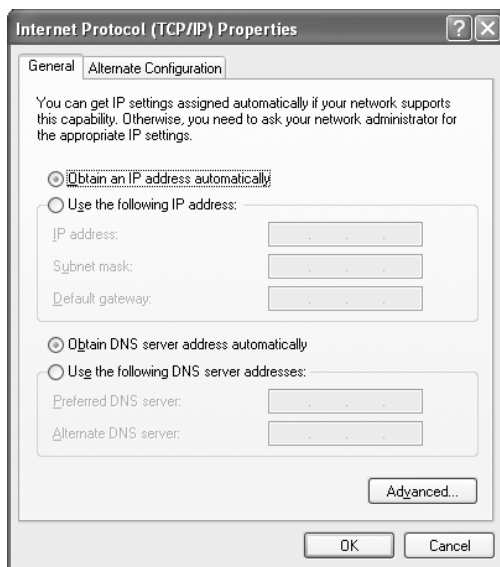 Internet Protocol (TCP/IP) Properties
General
Alternate Configuration
You can get IP settings assigned automatically if your network supports
this capability. Otherwise, you need to ask your network administrator for
the appropriate IP settings.
Obtain an IP address automatically
Use the following IP address:
IP address:
Subnet mask:
Default gateway:
Obtain DNS server address automatically
Use the following DNS server addresses:
Preferred DNS server:
Alternate DNS server:
Advanced...
OK
Cancel